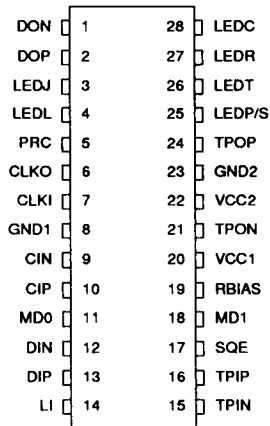 DON 1 28 LEDC
DOP 2 27 LEDR
LEDJ 3 26 LEDT
LEDL 4 25 LEDP/S
PRC 5 24 TPOP
CLKO 6 23 GND2
CLKI 7 22 VCC2
GND1 8 21 TPON
CIN 9 20 VCC1
CIP 10 19 RBIAS
MD0 11 18 MD1
DIN 12 17 SQE
DIP 13 16 TPIP
LI 14 15 TPIN